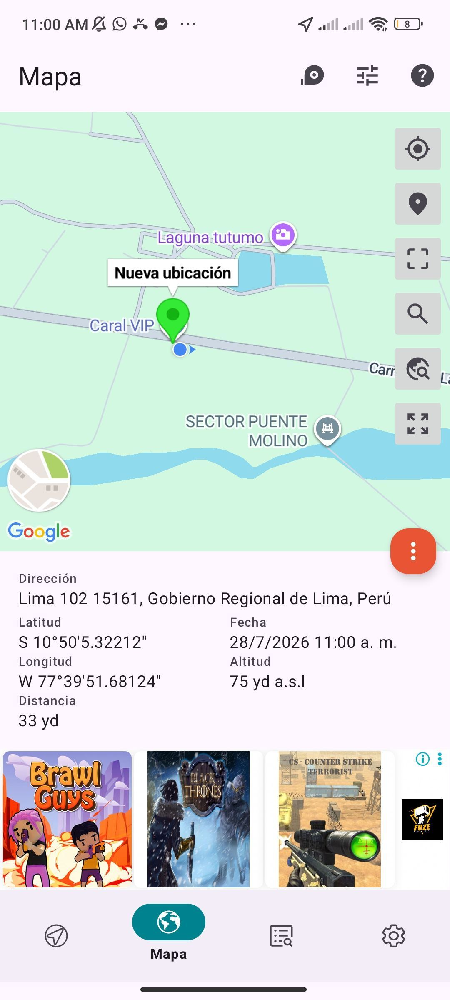 11:00 AM
8
Mapa
Laguna tutumo
Nueva ubicación
Caral VIP
Carr
La
SECTOR PUENTE
MOLINO
Google
Dirección
Lima 102 15161, Gobierno Regional de Lima, Perú
Latitud
Fecha
S 10°50'5.32212"
28/7/2026 11:00 a. m.
Longitud
Altitud
W 77°39'51.68124"
75 yd a.s.l
Distancia
33 yd
Brawl
Guys
BLACK
THRONES
CS - COUNTER STRIKE
TERRORIST
CARGO
CARGO
FUZE
Mapa